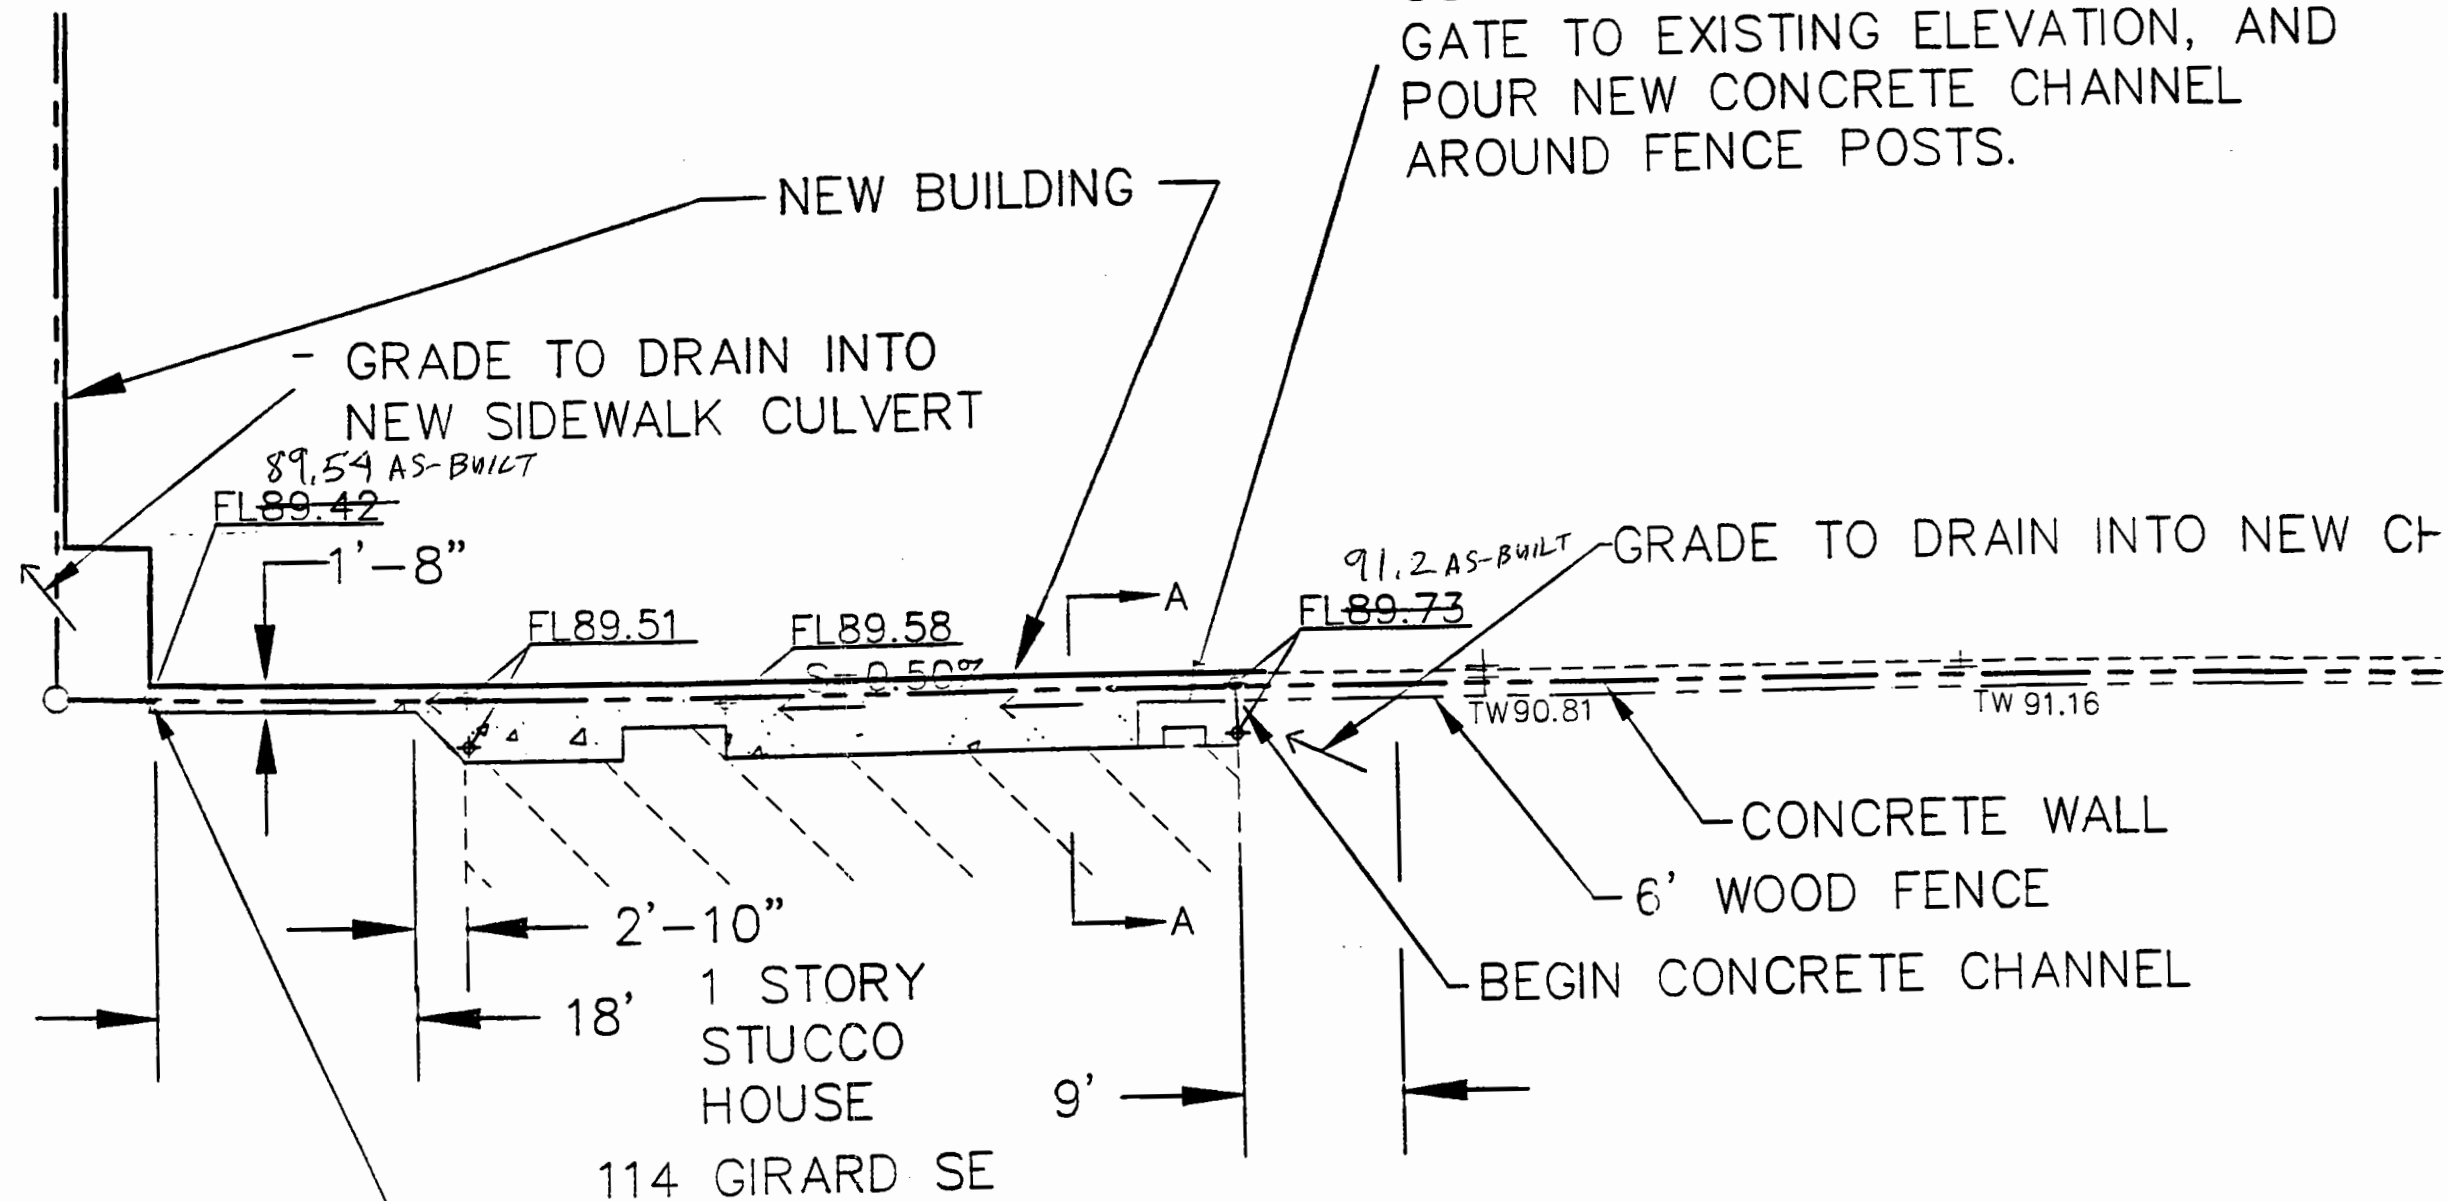 GATE TO EXISTING ELEVATION, AND
POUR NEW CONCRETE CHANNEL
AROUND FENCE POSTS.
NEW BUILDING
GRADE TO DRAIN INTO
NEW SIDEWALK CULVERT
89.54 AS-BUILT
FL89.42
1'-8"
FL89.51
FL89.58
S=0.50%
A
91.2 AS-BUILT
FL89.73
GRADE TO DRAIN INTO NEW
TW90.81
TW 91.16
CONCRETE WALL
6' WOOD FENCE
BEGIN CONCRETE CHANNEL
2'-10"
A
18'
1 STORY
STUCCO
HOUSE
114 GIRARD SE
9'